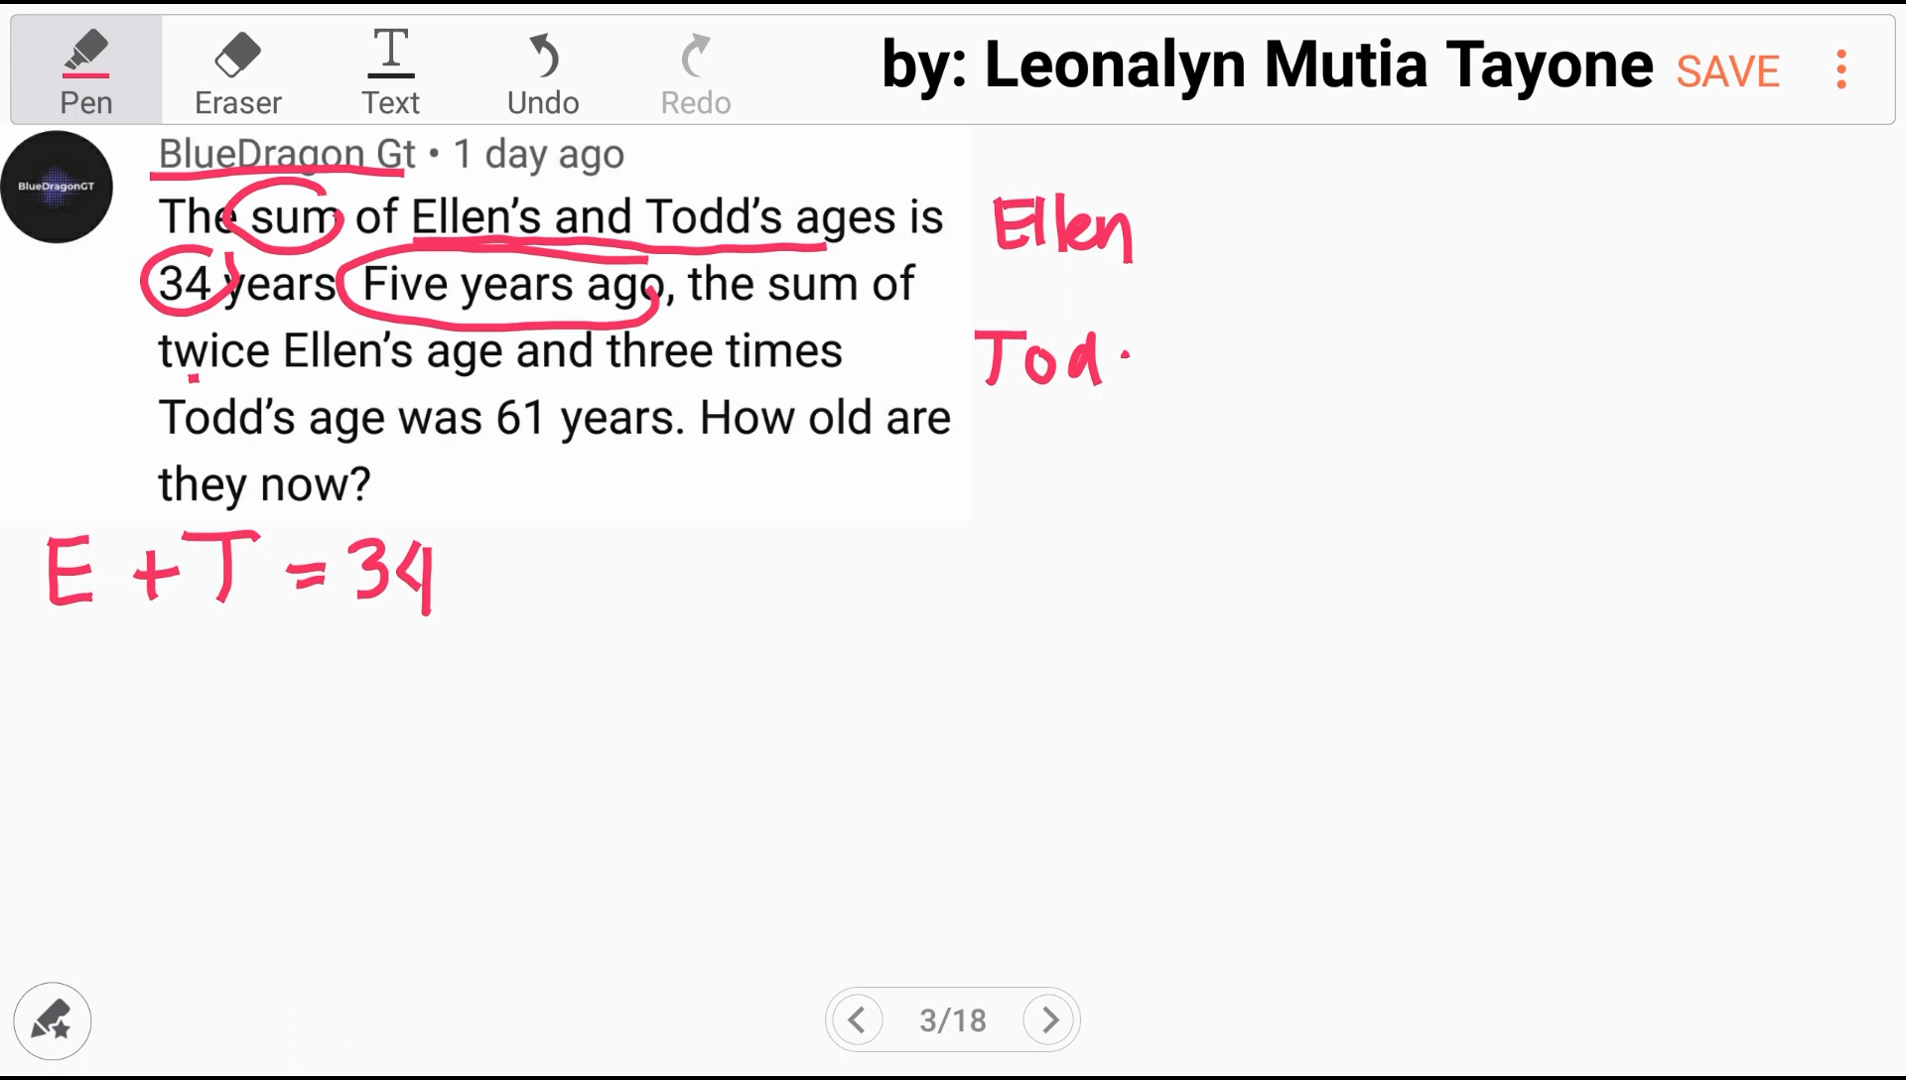 Pen
Eraser
Text
Undo
Redo
by: Leonalyn Mutia Tayone
SAVE
BlueDragonGT
BlueDragon Gt • 1 day ago
The sum of Ellen's and Todd's ages is
34 years. Five years ago, the sum of
twice Ellen's age and three times
Todd's age was 61 years. How old are
they now?
Ellen
Tod
E + T = 34
3/18